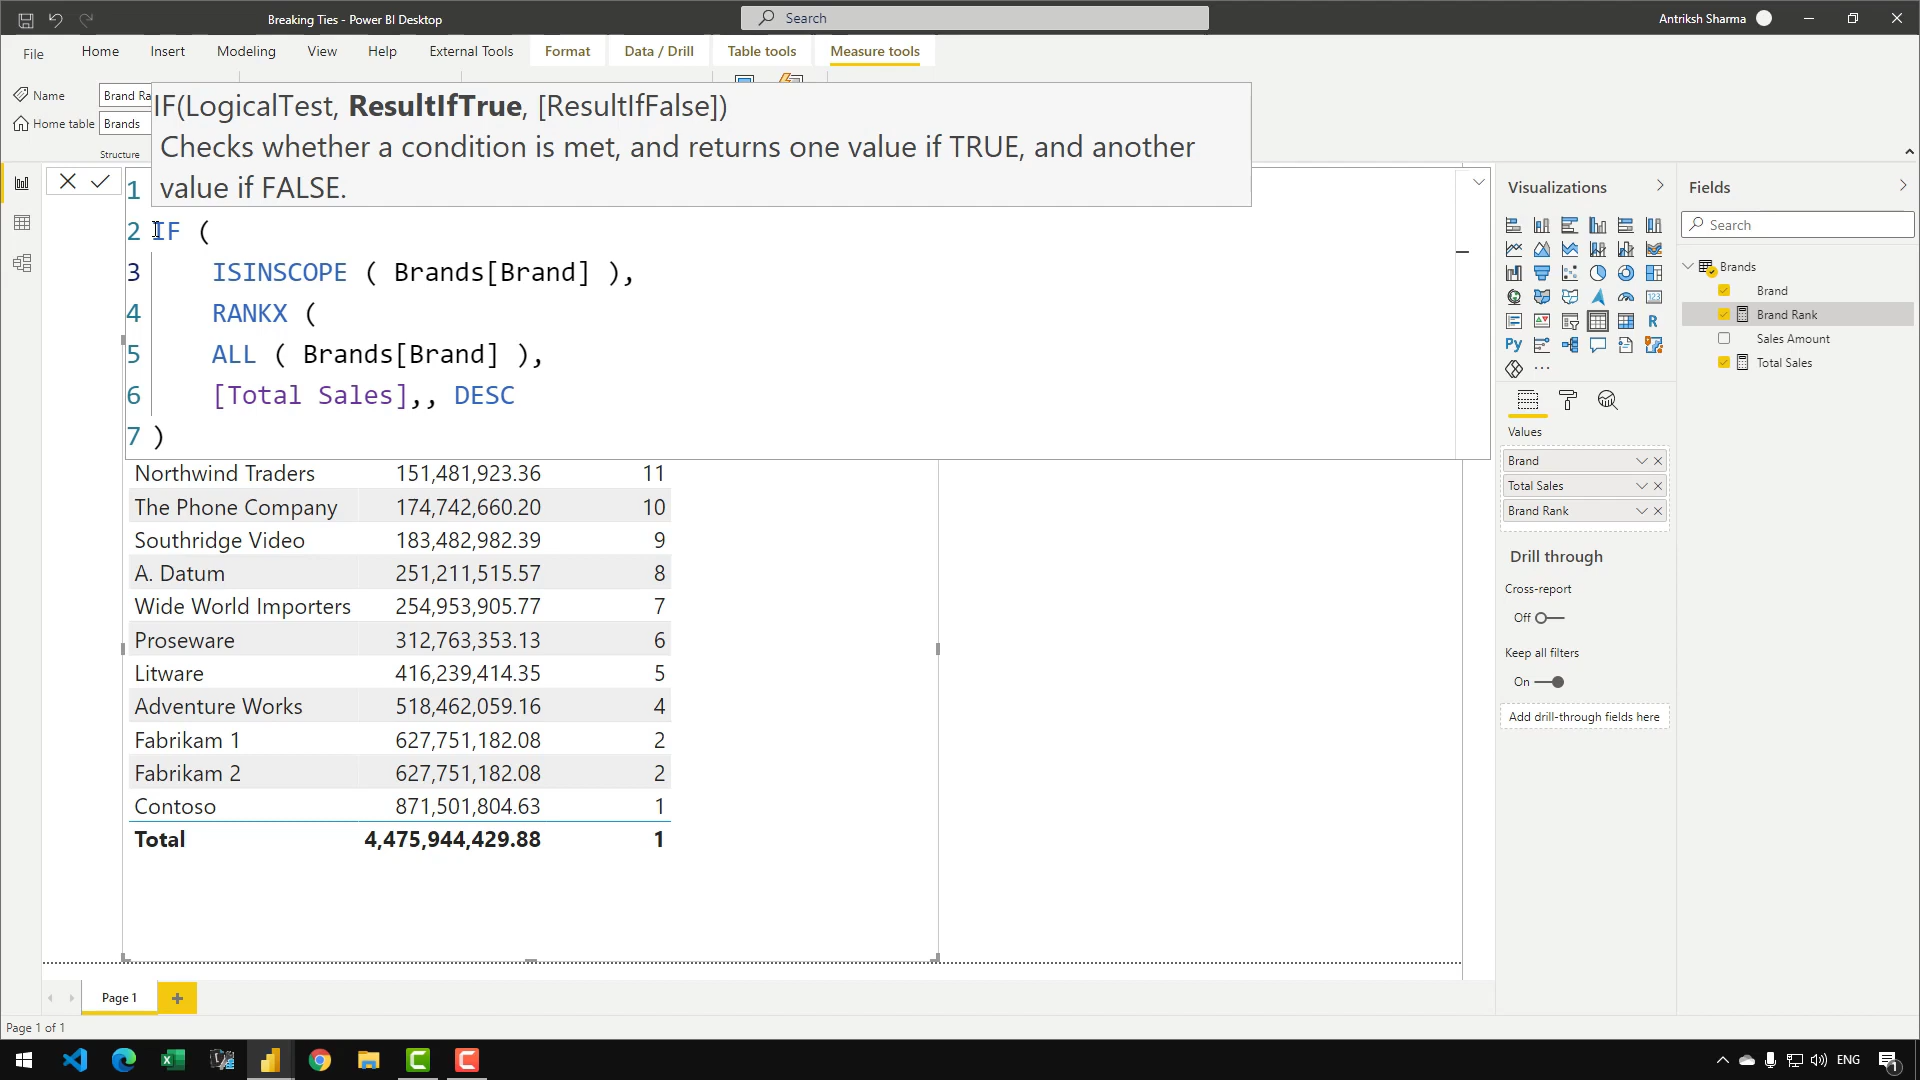 Breaking Ties - Power BI Desktop
Search
Antriksh Sharma
File
Home
Insert
Modeling
View
Help
External Tools
Format
Data / Drill
Table tools
Measure tools
Name
Brand Ra
Home table
Brands
Structure
IF(LogicalTest, ResultIfTrue, [ResultIfFalse])
Checks whether a condition is met, and returns one value if TRUE, and another
value if FALSE.
1
2 IF (
3 ISINSCOPE ( Brands[Brand] ),
4 RANKX (
5 ALL ( Brands[Brand] ),
6 [Total Sales],, DESC
7 )
Northwind Traders 151,481,923.36 11
The Phone Company 174,742,660.20 10
Southridge Video 183,482,982.39 9
A. Datum 251,211,515.57 8
Wide World Importers 254,953,905.77 7
Proseware 312,763,353.13 6
Litware 416,239,414.35 5
Adventure Works 518,462,059.16 4
Fabrikam 1 627,751,182.08 2
Fabrikam 2 627,751,182.08 2
Contoso 871,501,804.63 1
Total 4,475,944,429.88 1
Visualizations
R
Py
Values
Brand
Total Sales
Brand Rank
Drill through
Cross-report
Off
Keep all filters
On
Add drill-through fields here
Fields
Search
Brands
Brand
Brand Rank
Sales Amount
Total Sales
Page 1
Page 1 of 1
ENG
1